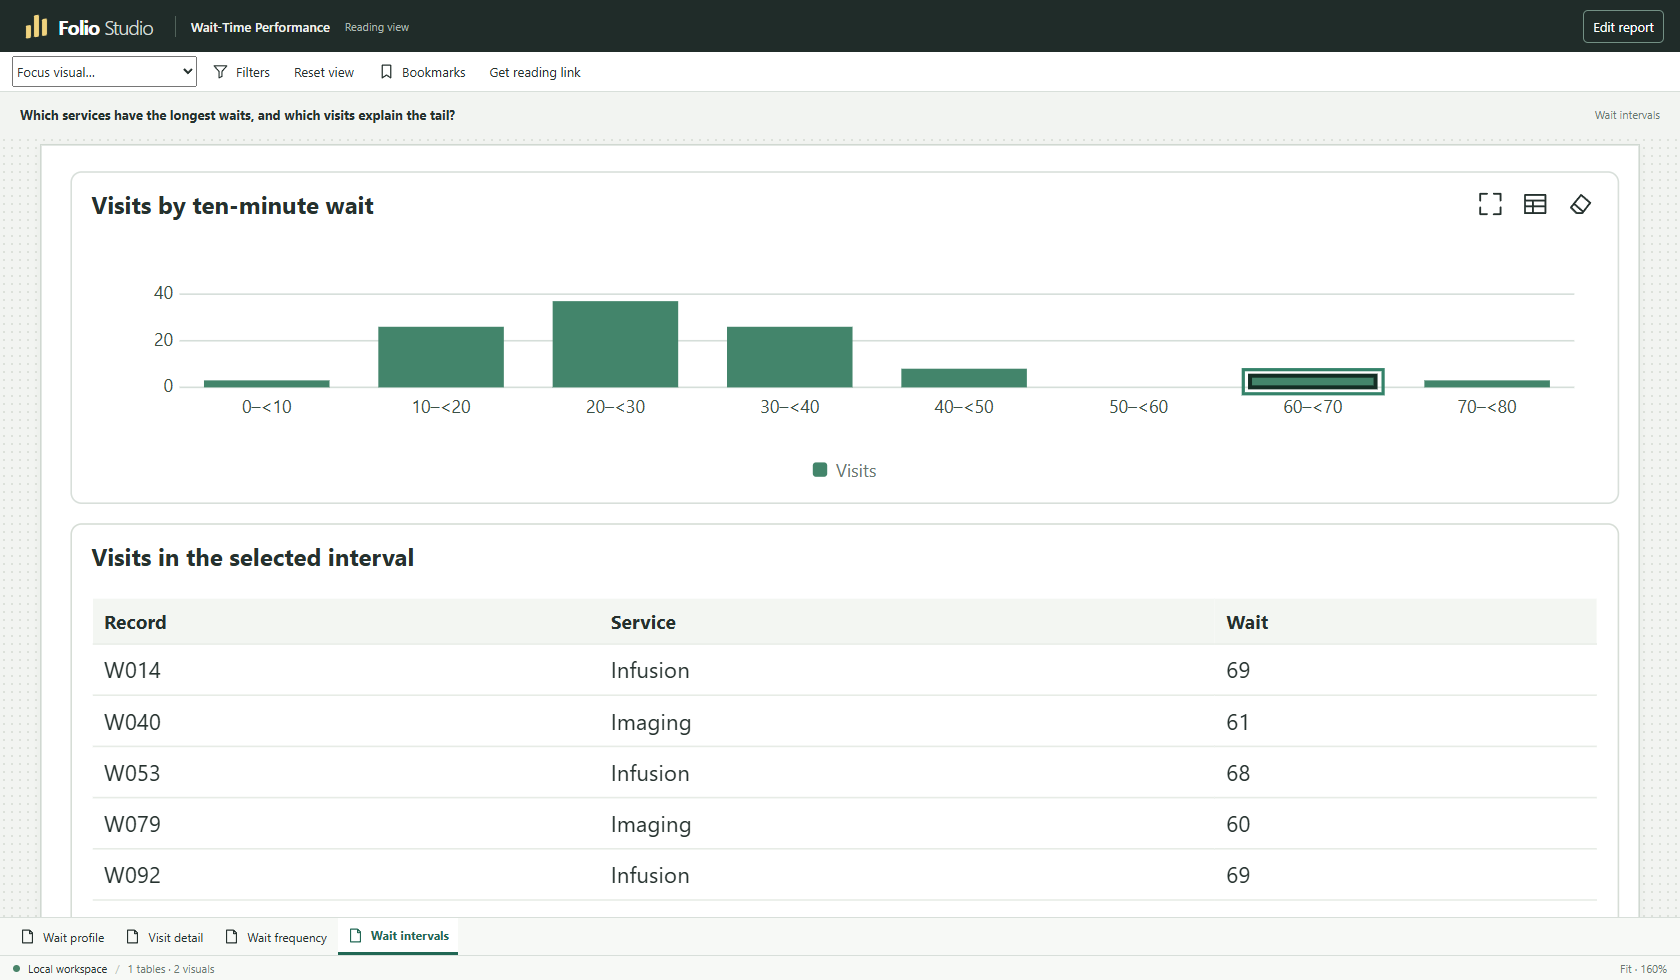 Folio Studio Wait-Time Performance Reading view Edit report
Focus visual... Filters Reset view Bookmarks Get reading link
Which services have the longest waits, and which visits explain the tail? Wait intervals
Visits by ten-minute wait
40
20
0
0–<10 10–<20 20–<30 30–<40 40–<50 50–<60 60–<70 70–<80
Visits
Visits in the selected interval
Record Service Wait
W014 Infusion 69
W040 Imaging 61
W053 Infusion 68
W079 Imaging 60
W092 Infusion 69
Wait profile Visit detail Wait frequency Wait intervals
Local workspace / 1 tables · 2 visuals Fit · 160%